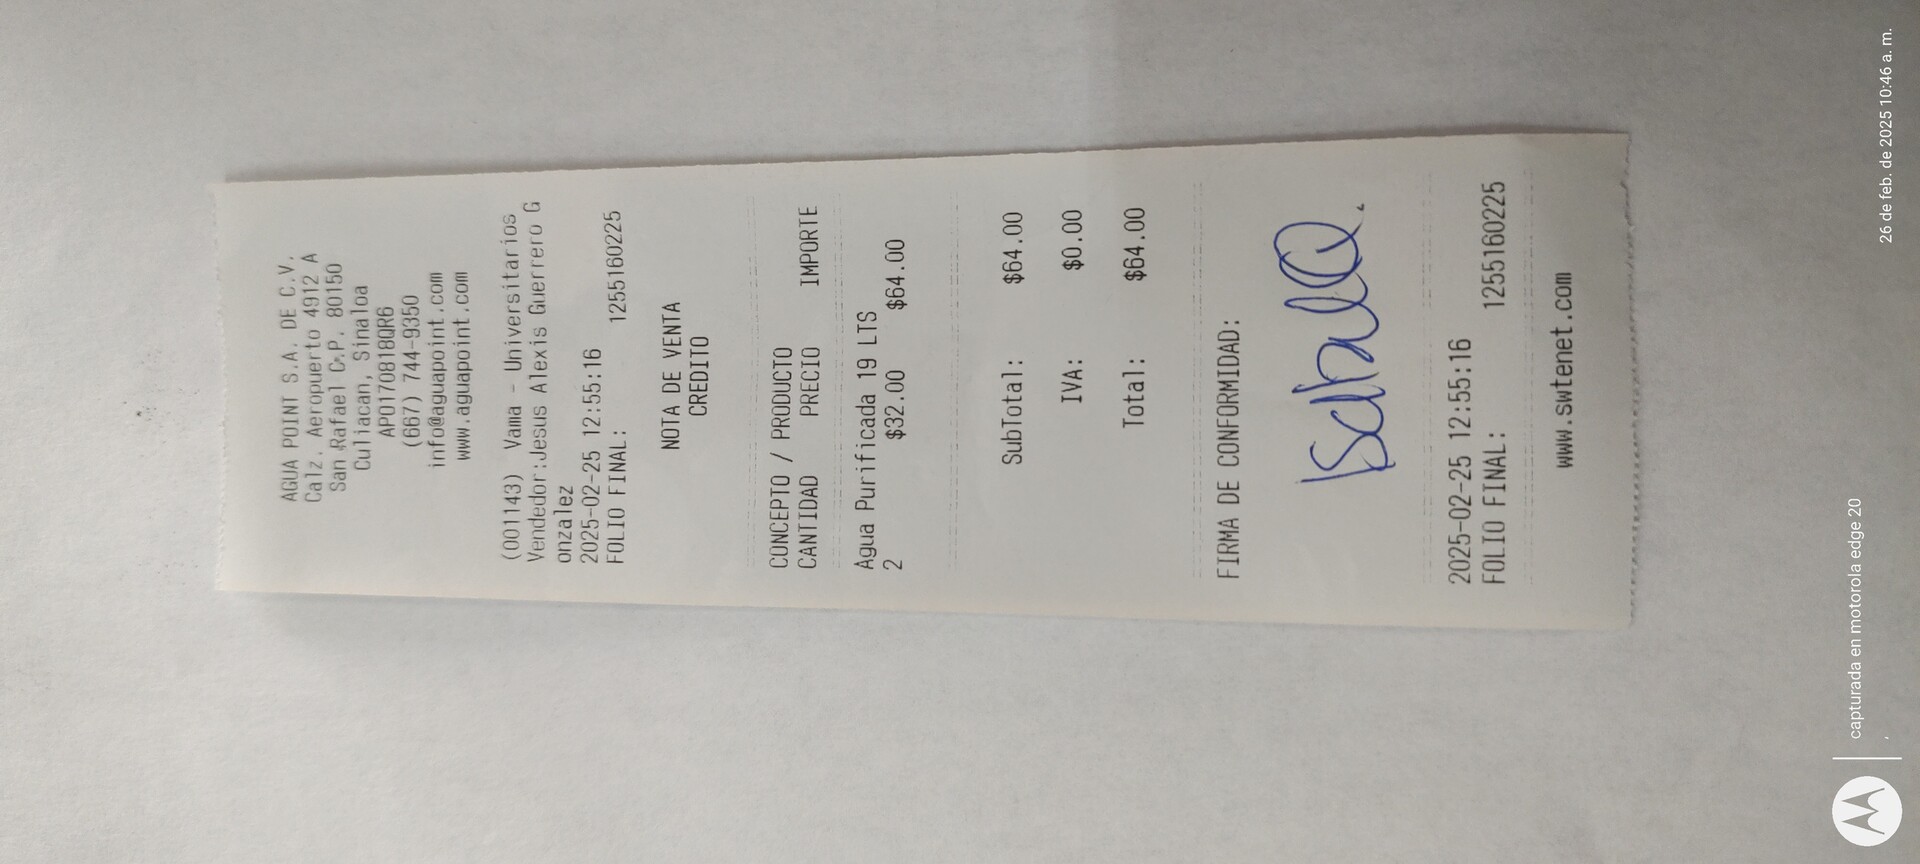 AGUA POINT S.A. DE C.V.
Calz. Aeropuerto 4912 A
San Rafael C.P. 80150
Culiacan, Sinaloa
APO170818QR6
(667) 744-9350
info@aguapoint.com
www.aguapoint.com
(001143) Vama - Universitarios
Vendedor:Jesus Alexis Guerrero G
onzalez
2025-02-25 12:55:16
FOLIO FINAL: 1255160225
NOTA DE VENTA
CREDITO
CONCEPTO / PRODUCTO
CANTIDAD PRECIO IMPORTE
Agua Purificada 19 LTS
2 $32.00 $64.00
SubTotal: $64.00
IVA: $0.00
Total: $64.00
FIRMA DE CONFORMIDAD:
2025-02-25 12:55:16
FOLIO FINAL: 1255160225
www.swtenet.com
capturada en motorola edge 20
26 de feb. de 2025 10:46 a. m.